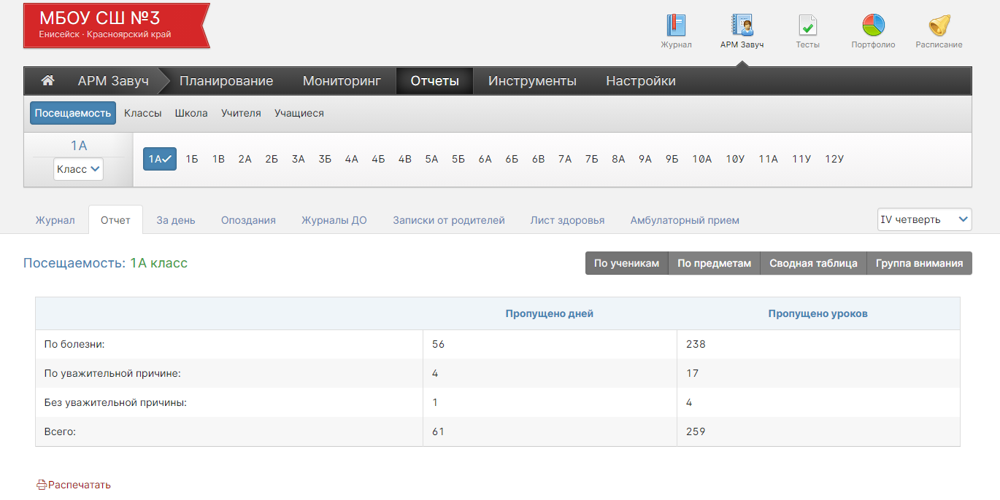 МБОУ СШ №3
Енисейск · Красноярский край
Журнал
АРМ Завуч
Тесты
Портфолио
Расписание
АРМ Завуч Планирование Мониторинг Отчеты Инструменты Настройки
Посещаемость Классы Школа Учителя Учащиеся
1А
Класс
1А 1Б 1В 2А 2Б 3А 3Б 4А 4Б 4В 5А 5Б 6А 6Б 6В 7А 7Б 8А 9А 9Б 10А 10У 11А 11У 12У
Журнал Отчет За день Опоздания Журналы ДО Записки от родителей Лист здоровья Амбулаторный прием IV четверть
Посещаемость: 1А класс
По ученикам По предметам Сводная таблица Группа внимания
Пропущено дней Пропущено уроков
По болезни: 56 238
По уважительной причине: 4 17
Без уважительной причины: 1 4
Всего: 61 259
Распечатать